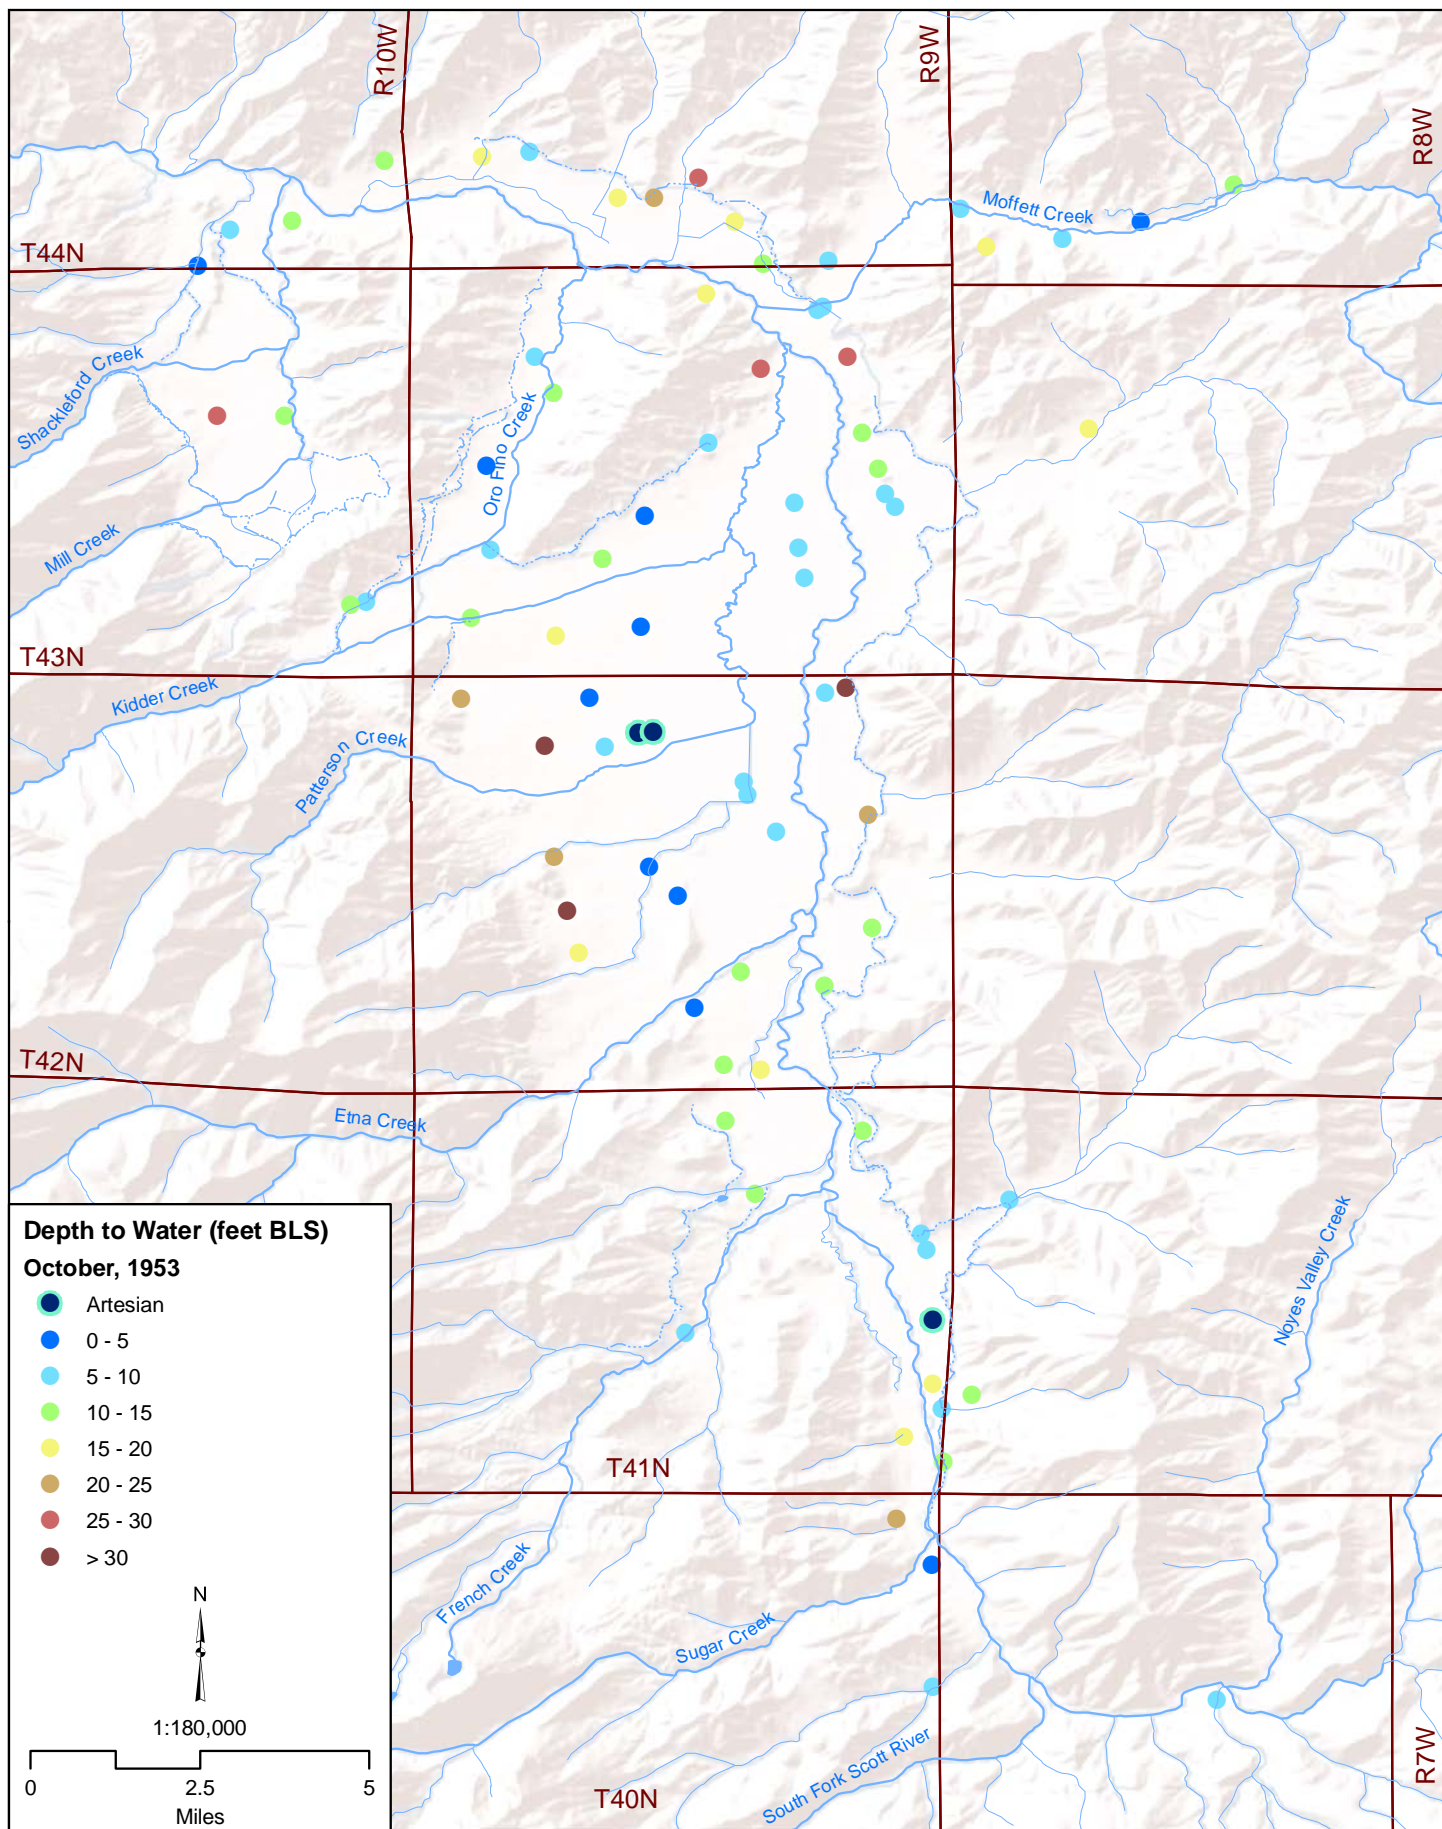 R10W
R9W
R8W
Moffett Creek
T44N
Shackleford Creek
Oro Fino Creek
Mill Creek
T43N
Kidder Creek
Patterson Creek
T42N
Etna Creek
Noyes Valley Creek
Depth to Water (feet BLS)
October, 1953
Artesian
0 - 5
5 - 10
10 - 15
15 - 20
20 - 25
25 - 30
> 30
T41N
French Creek
Sugar Creek
N
1:180,000
0 2.5 5
Miles
South Fork Scott River
T40N
R7W